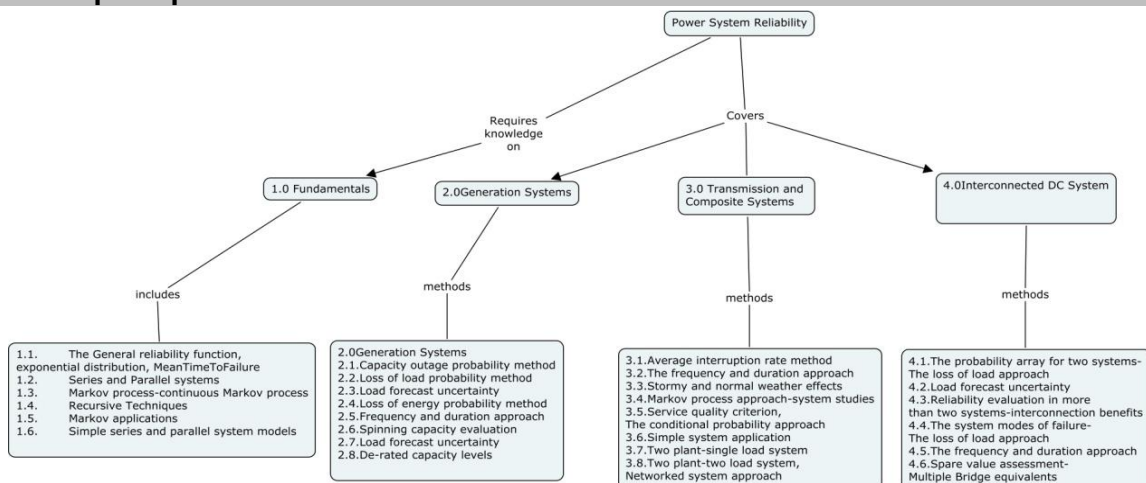 Power System Reliability
Requires
knowledge
on
Covers
1.0 Fundamentals
2.0Generation Systems
3.0 Transmission and
Composite Systems
4.0Interconnected DC System
includes
methods
methods
methods
1.1. The General reliability function,
exponential distribution, MeanTimeToFailure
1.2. Series and Parallel systems
1.3. Markov process-continuous Markov process
1.4. Recursive Techniques
1.5. Markov applications
1.6. Simple series and parallel system models
2.0Generation Systems
2.1.Capacity outage probability method
2.2.Loss of load probability method
2.3.Load forecast uncertainty
2.4.Loss of energy probability method
2.5.Frequency and duration approach
2.6.Spinning capacity evaluation
2.7.Load forecast uncertainty
2.8.De-rated capacity levels
3.1.Average interruption rate method
3.2.The frequency and duration approach
3.3.Stormy and normal weather effects
3.4.Markov process approach-system studies
3.5.Service quality criterion,
The conditional probability approach
3.6.Simple system application
3.7.Two plant-single load system
3.8.Two plant-two load system,
Networked system approach
4.1.The probability array for two systems-
The loss of load approach
4.2.Load forecast uncertainty
4.3.Reliability evaluation in more
than two systems-interconnection benefits
4.4.The system modes of failure-
The loss of load approach
4.5.The frequency and duration approach
4.6.Spare value assessment-
Multiple Bridge equivalents